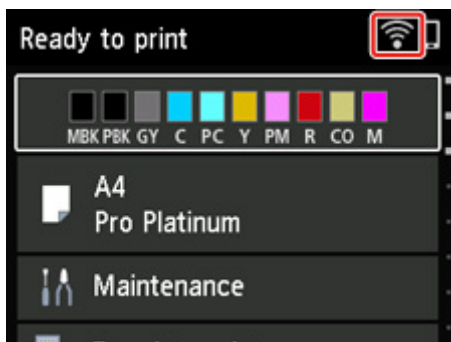 Ready to print
MBK PBK GY C PC Y PM R CO M
A4
Pro Platinum
Maintenance